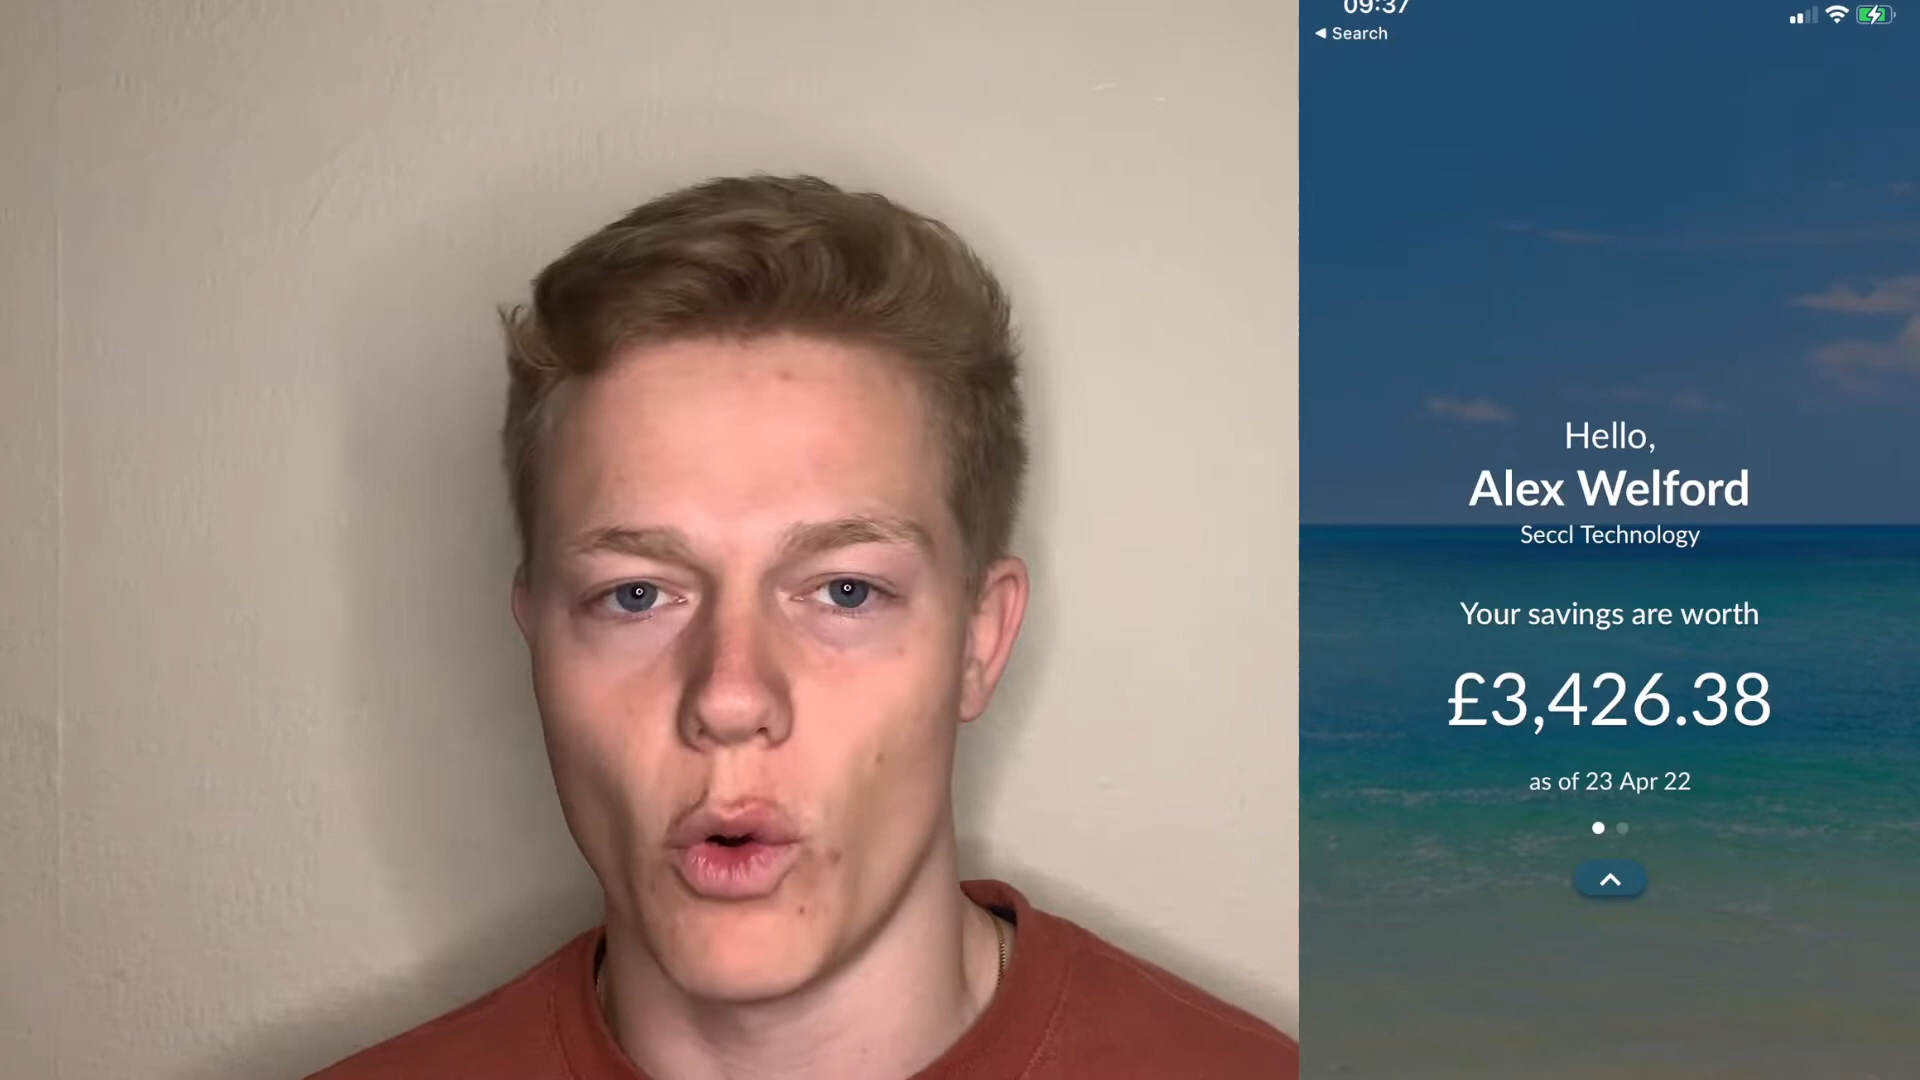 09:37
◀ Search
Hello,
Alex Welford
Seccl Technology
Your savings are worth
£3,426.38
as of 23 Apr 22